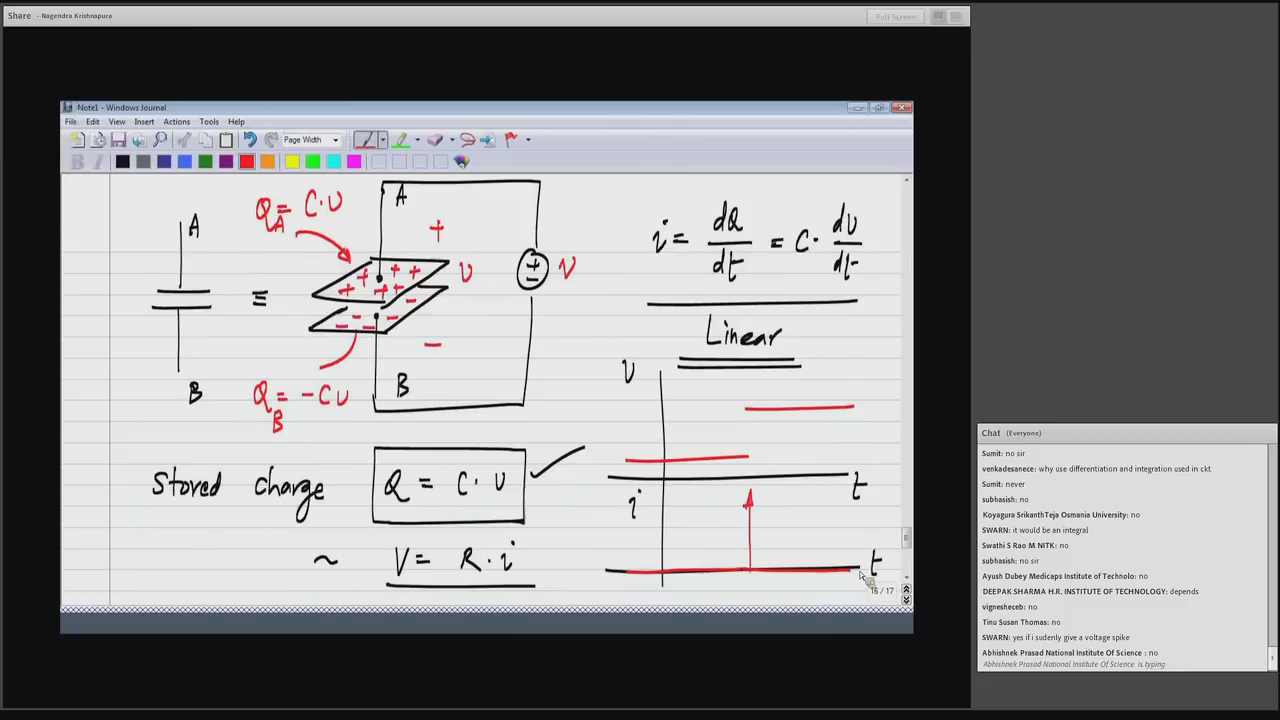 Share - Nagendra Krishnapura
Full Screen
Note1 - Windows Journal
File Edit View Insert Actions Tools Help
Page Width
B I
A
B
≡
Q_A = C·v
A
+
v
−
B
Q_B = -Cv
+ −
v
i = dQ/dt = C· dv/dt
Linear
v
t
i
t
Stored charge Q = C·v
~ V = R·i
16 / 17
Chat (Everyone)
Sumit: no sir
venkadesanece: why use differentiation and integration used in ckt.
Sumit: never
subhasish: no
Koyagura SrikanthTeja Osmania University: no
SWARN: it would be an integral
Swathi S Rao M NITK: no
subhasish: no sir
Ayush Dubey Medicaps Institute of Technolo: no
DEEPAK SHARMA H.R. INSTITUTE OF TECHNOLOGY: depends
vignesheceb: no
Tinu Susan Thomas: no
SWARN: yes if i sudenly give a voltage spike
Abhishnek Prasad National Institute Of Science : no
Abhishnek Prasad National Institute Of Science is typing